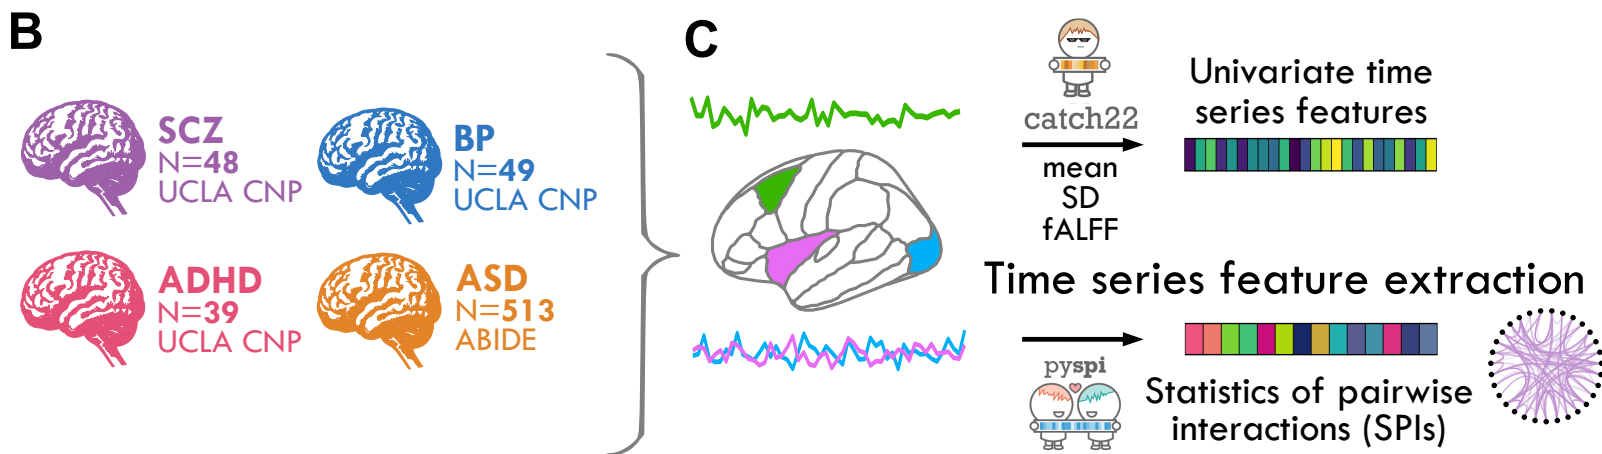 B
SCZ
N=48
UCLA CNP
BP
N=49
UCLA CNP
ADHD
N=39
UCLA CNP
ASD
N=513
ABIDE
C
catch22
mean
SD
fALFF
Univariate time
series features
Time series feature extraction
pyspi
Statistics of pairwise
interactions (SPIs)